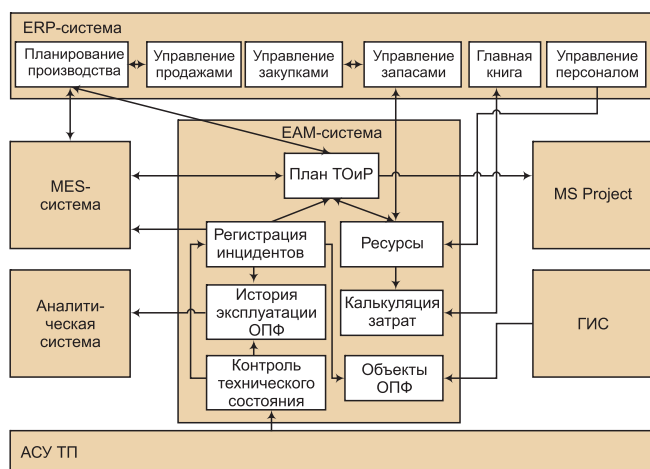 ERP-система
Планирование
производства
Управление
продажами
Управление
закупками
Управление
запасами
Главная
книга
Управление
персоналом
EAM-система
План ТОиР
MES-
система
MS Project
Регистрация
инцидентов
Ресурсы
История
эксплуатации
ОПФ
Калькуляция
затрат
Аналити-
ческая
система
ГИС
Контроль
технического
состояния
Объекты
ОПФ
АСУ ТП